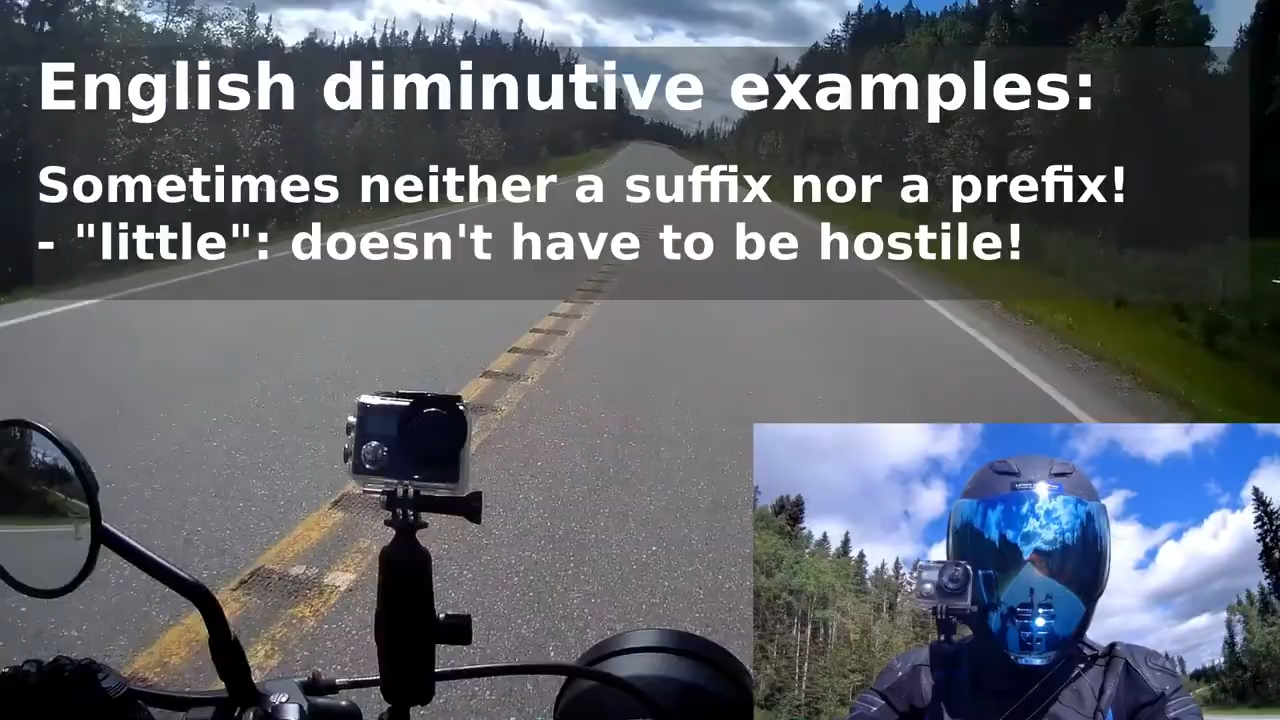 English diminutive examples:
Sometimes neither a suffix nor a prefix!
- "little": doesn't have to be hostile!